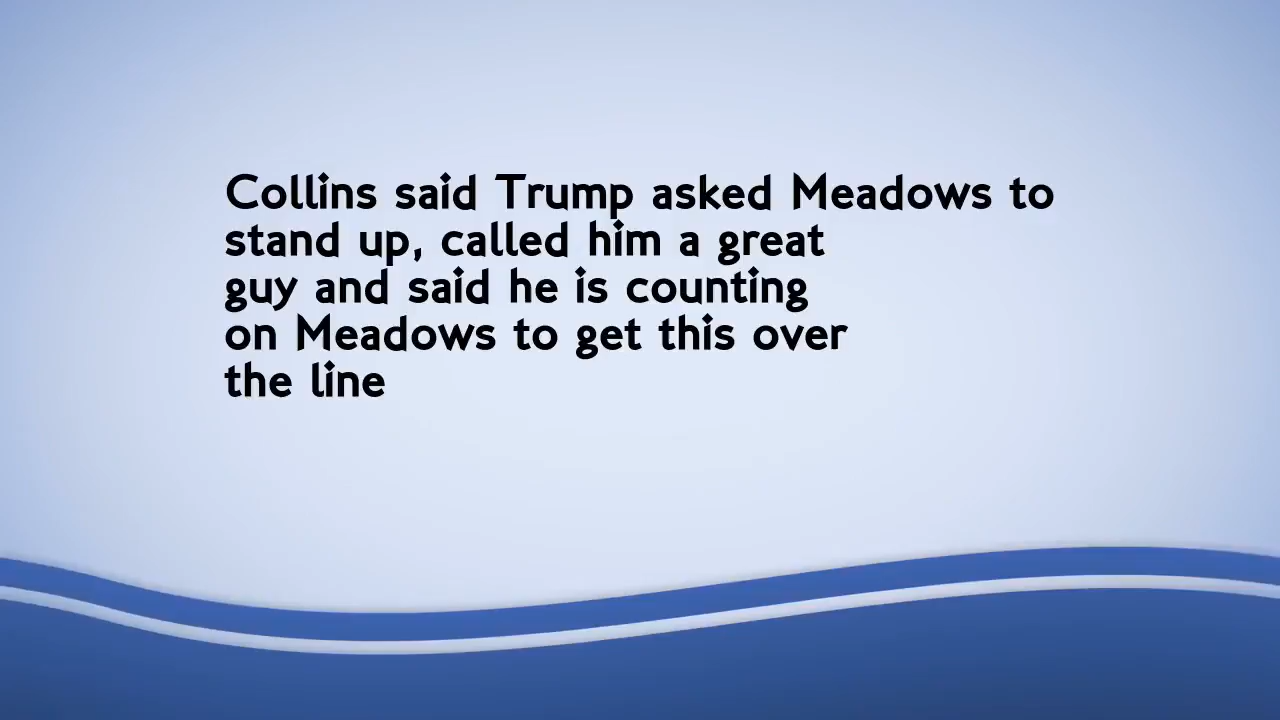 Collins said Trump asked Meadows to
stand up, called him a great
guy and said he is counting
on Meadows to get this over
the line